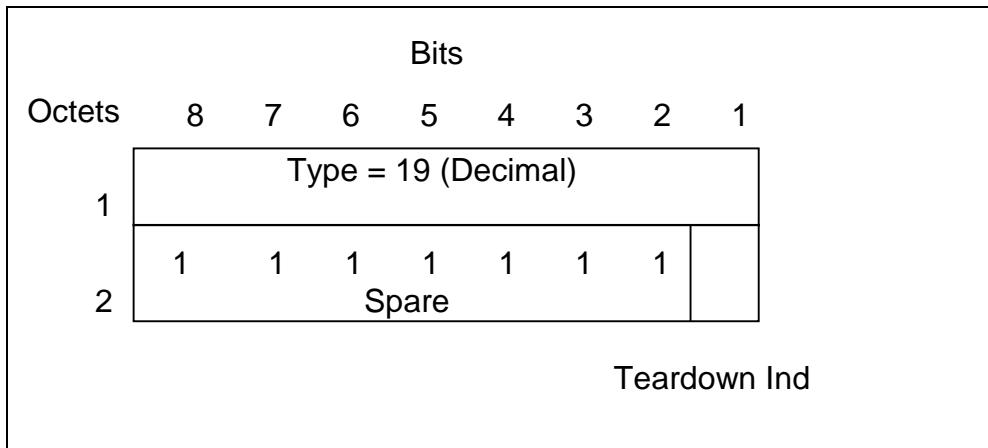 Bits
Octets 8 7 6 5 4 3 2 1
Type = 19 (Decimal)
1
1 1 1 1 1 1 1
2 Spare
Teardown Ind